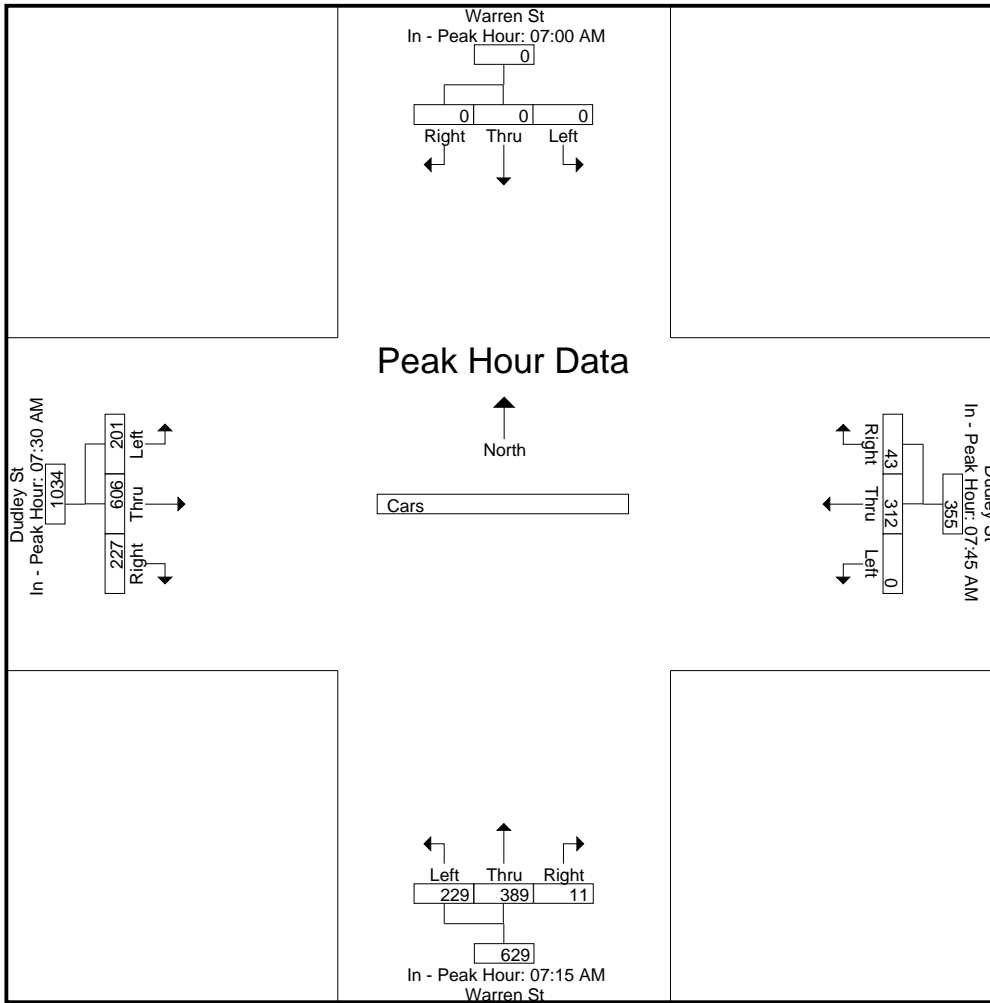 Warren St
In - Peak Hour: 07:00 AM
0
0 0 0
Right Thru Left
Peak Hour Data
North
Cars
Dudley St
In - Peak Hour: 07:30 AM
1034
201 606 227
Left Thru Right
Dudley St
In - Peak Hour: 07:45 AM
355
43 312 0
Right Thru Left
Left Thru Right
229 389 11
629
In - Peak Hour: 07:15 AM
Warren St